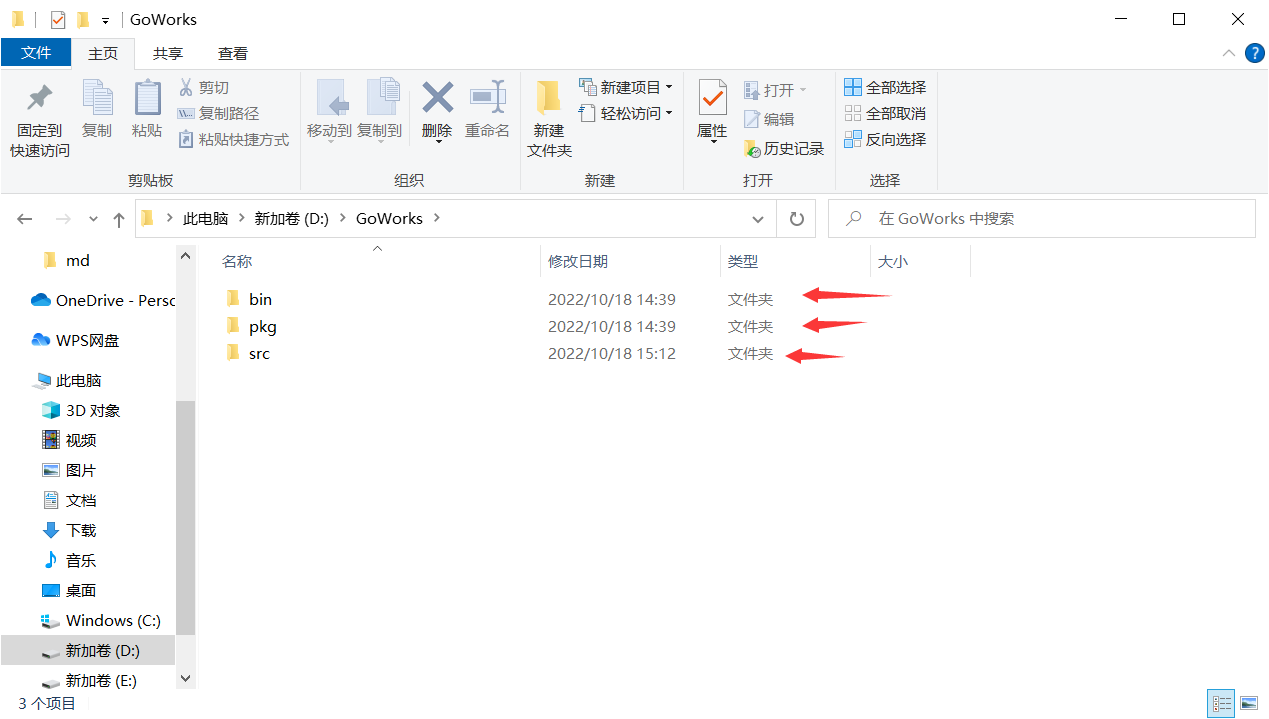 GoWorks
文件 主页 共享 查看
固定到
快速访问
复制
粘贴
剪切
复制路径
粘贴快捷方式
剪贴板
移动到
复制到
删除
重命名
组织
新建
文件夹
新建项目
轻松访问
新建
属性
打开
编辑
历史记录
打开
全部选择
全部取消
反向选择
选择
此电脑 新加卷 (D:) GoWorks
在 GoWorks 中搜索
md
OneDrive - Perso
WPS网盘
此电脑
3D 对象
视频
图片
文档
下载
音乐
桌面
Windows (C:)
新加卷 (D:)
新加卷 (E:)
名称 修改日期 类型 大小
bin 2022/10/18 14:39 文件夹
pkg 2022/10/18 14:39 文件夹
src 2022/10/18 15:12 文件夹
3 个项目